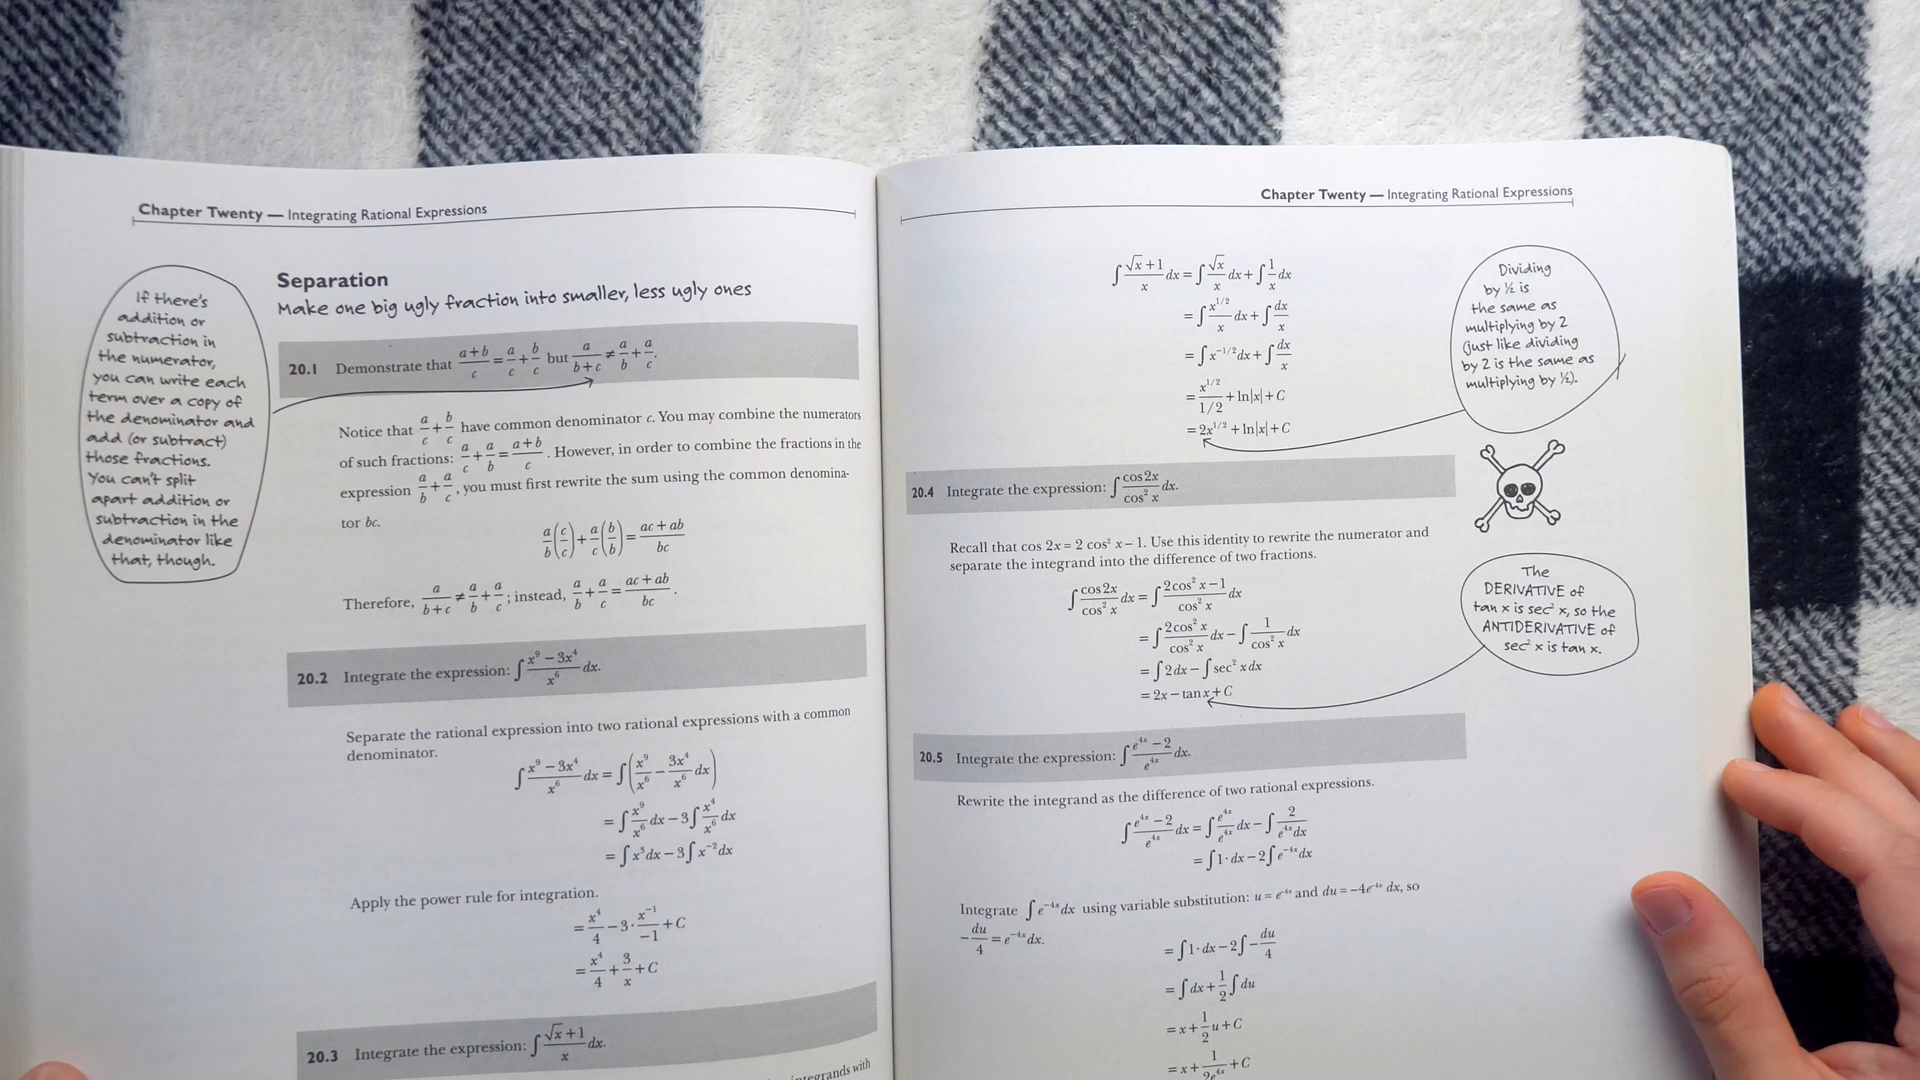 Chapter Twenty — Integrating Rational Expressions
If there's
addition or
subtraction in
the numerator,
you can write each
term over a copy of
the denominator and
add (or subtract)
those fractions.
You can't split
apart addition or
subtraction in the
denominator like
that, though.
Separation
Make one big ugly fraction into smaller, less ugly ones
20.1 Demonstrate that (a+b)/c = a/c + b/c but a/(b+c) ≠ a/b + a/c.
Notice that a/c + b/c have common denominator c. You may combine the numerators
of such fractions: a/c + a/b = (a+b)/c. However, in order to combine the fractions in the
expression a/b + a/c, you must first rewrite the sum using the common denomina-
tor bc.
a/b(c/c) + a/c(b/b) = (ac + ab)/bc
Therefore, a/(b+c) ≠ a/b + a/c; instead, a/b + a/c = (ac + ab)/bc.
20.2 Integrate the expression: ∫ (x⁹ − 3x⁴)/x⁶ dx.
Separate the rational expression into two rational expressions with a common
denominator.
∫ (x⁹ − 3x⁴)/x⁶ dx = ∫(x⁹/x⁶ − 3x⁴/x⁶ dx)
= ∫ x⁹/x⁶ dx − 3∫ x⁴/x⁶ dx
= ∫ x³dx − 3∫ x⁻²dx
Apply the power rule for integration.
= x⁴/4 − 3·x⁻¹/−1 + C
= x⁴/4 + 3/x + C
20.3 Integrate the expression: ∫ (√x + 1)/x dx.
integrands with
Chapter Twenty — Integrating Rational Expressions
∫ (√x + 1)/x dx = ∫ √x/x dx + ∫ 1/x dx
= ∫ x^(1/2)/x dx + ∫ dx/x
= ∫ x^(−1/2)dx + ∫ dx/x
= x^(1/2)/(1/2) + ln|x| + C
= 2x^(1/2) + ln|x| + C
Dividing
by ½ is
the same as
multiplying by 2
(just like dividing
by 2 is the same as
multiplying by ½).
20.4 Integrate the expression: ∫ cos 2x/cos² x dx.
Recall that cos 2x = 2 cos² x − 1. Use this identity to rewrite the numerator and
separate the integrand into the difference of two fractions.
∫ cos 2x/cos² x dx = ∫ (2cos² x − 1)/cos² x dx
= ∫ 2cos² x/cos² x dx − ∫ 1/cos² x dx
= ∫ 2dx − ∫ sec² x dx
= 2x − tan x + C
The
DERIVATIVE of
tan x is sec² x, so the
ANTIDERIVATIVE of
sec² x is tan x.
20.5 Integrate the expression: ∫ (e⁴ˣ − 2)/e⁴ˣ dx.
Rewrite the integrand as the difference of two rational expressions.
∫ (e⁴ˣ − 2)/e⁴ˣ dx = ∫ e⁴ˣ/e⁴ˣ dx − ∫ 2/(e⁴ˣ dx)
= ∫ 1·dx − 2∫ e⁻⁴ˣ dx
Integrate ∫ e⁻⁴ˣ dx using variable substitution: u = e⁻⁴ˣ and du = −4e⁻⁴ˣ dx, so
−du/4 = e⁻⁴ˣ dx.
= ∫ 1·dx − 2∫ −du/4
= ∫ dx + 1/2 ∫ du
= x + 1/2 u + C
= x + 1/(2e⁴ˣ) + C